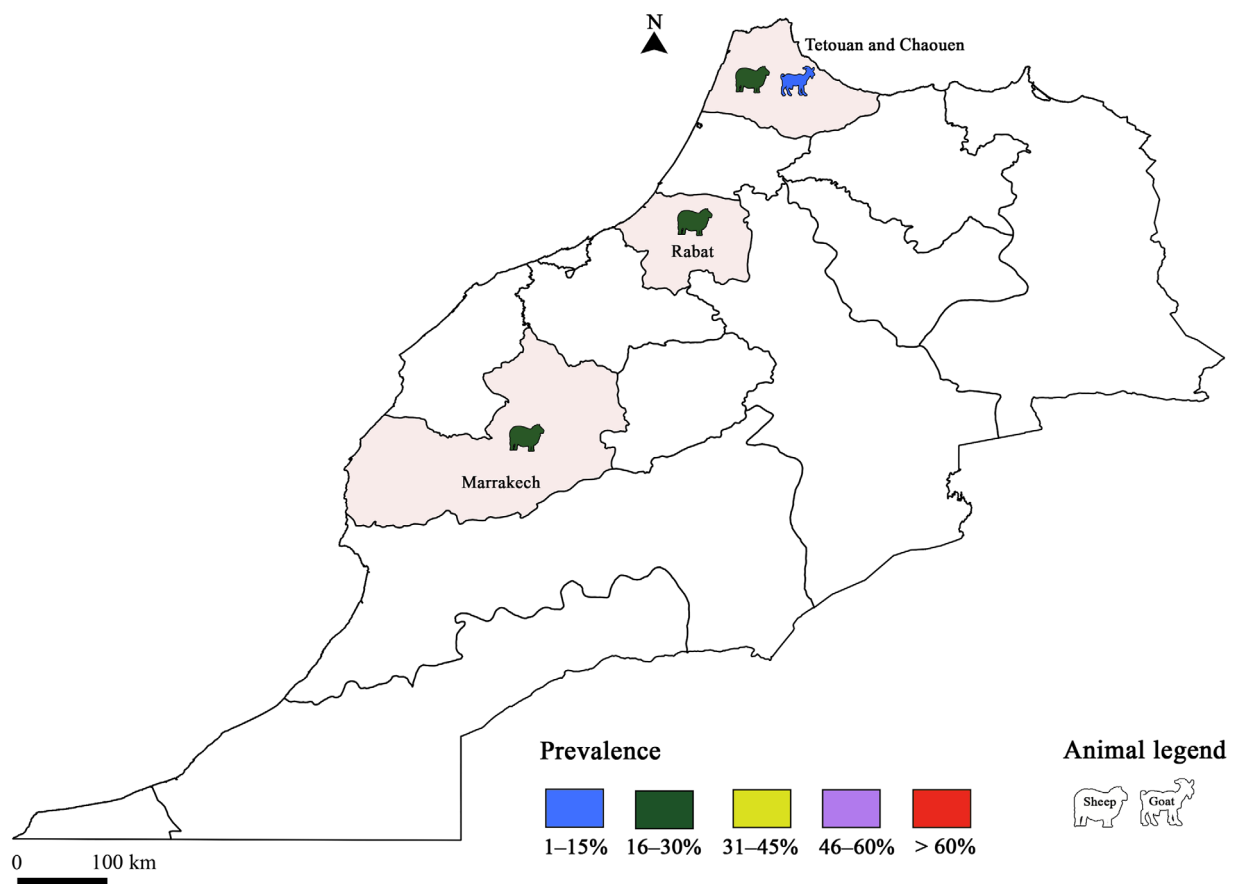 N
Tetouan and Chaouen
Rabat
Marrakech
Prevalence
1–15%
16–30%
31–45%
46–60%
> 60%
Animal legend
Sheep
Goat
0
100 km